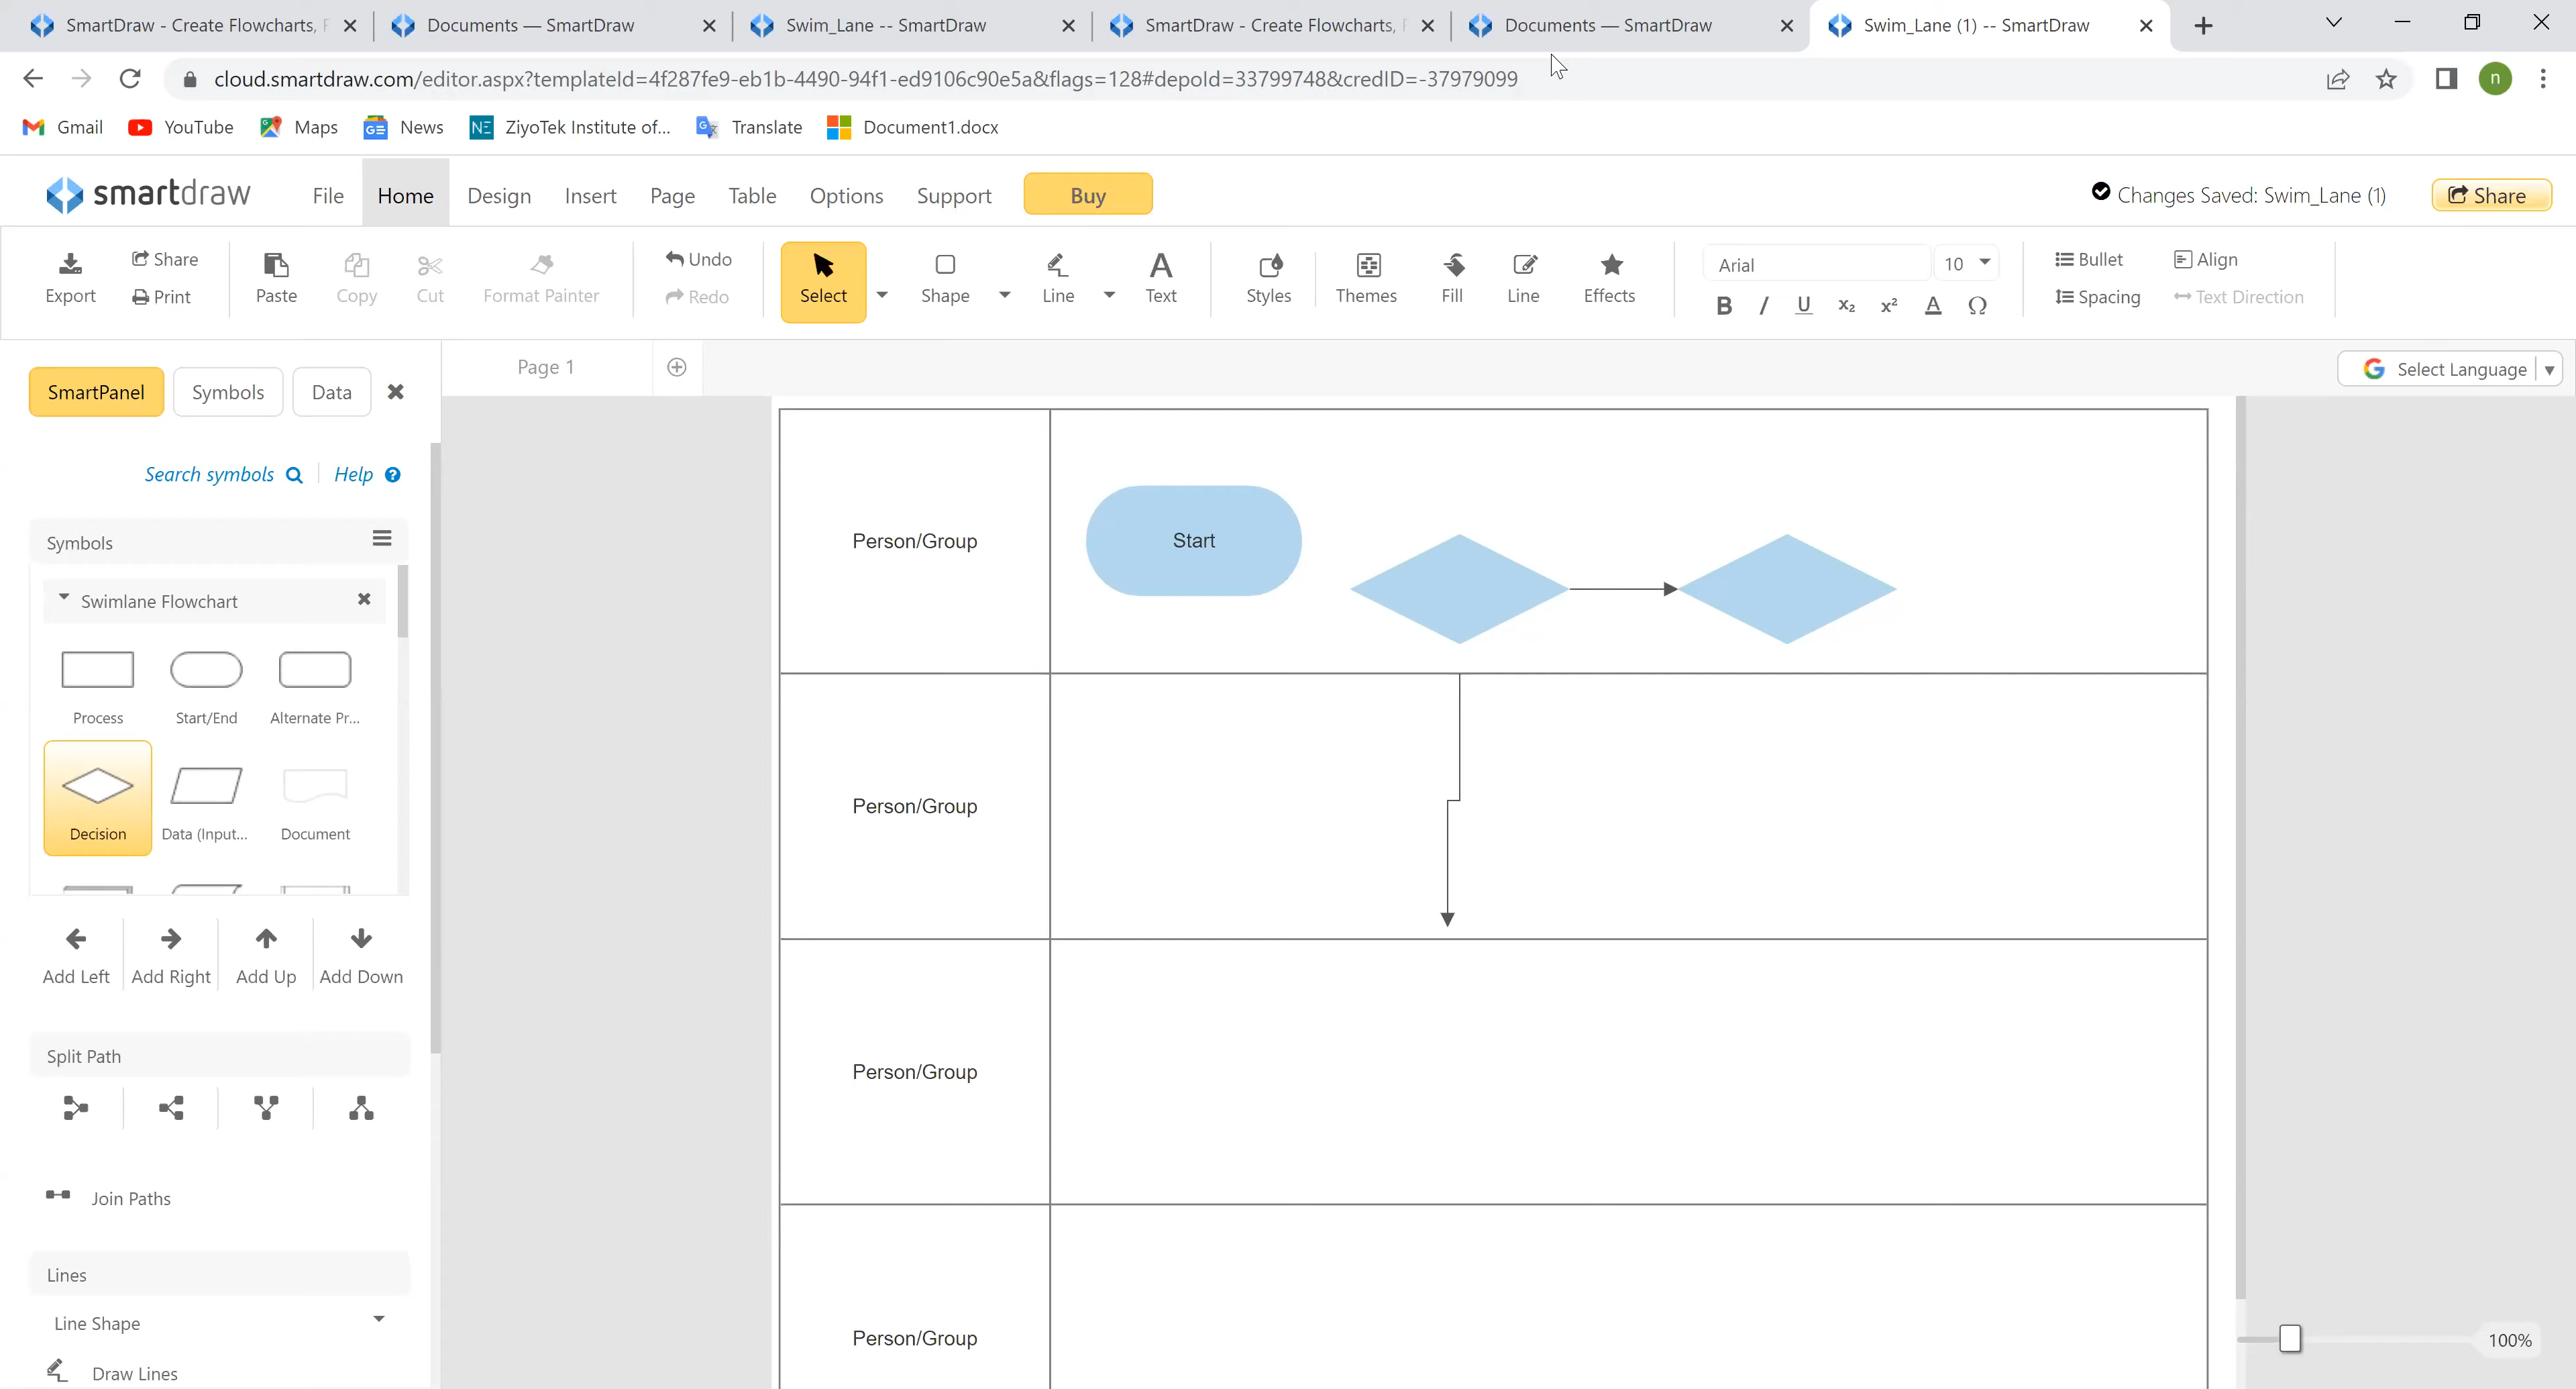 SmartDraw - Create Flowcharts,
Documents — SmartDraw
Swim_Lane -- SmartDraw
SmartDraw - Create Flowcharts,
Documents — SmartDraw
Swim_Lane (1) -- SmartDraw
cloud.smartdraw.com/editor.aspx?templateId=4f287fe9-eb1b-4490-94f1-ed9106c90e5a&flags=128#depoId=33799748&credID=-37979099
n
Gmail YouTube Maps News ZiyoTek Institute of... Translate Document1.docx
smartdraw
File Home Design Insert Page Table Options Support Buy
Changes Saved: Swim_Lane (1)
Share
Export
Share
Print
Paste
Copy
Cut
Format Painter
Undo
Redo
Select
Shape
Line
Text
Styles
Themes
Fill
Line
Effects
Arial
10
B I U x₂ x² A Ω
Bullet
Spacing
Align
Text Direction
SmartPanel Symbols Data
Page 1
Select Language
Search symbols
Help
Symbols
Swimlane Flowchart
Process Start/End Alternate Pr...
Decision Data (Input... Document
Add Left Add Right Add Up Add Down
Split Path
Join Paths
Lines
Line Shape
Draw Lines
Person/Group
Start
Person/Group
Person/Group
Person/Group
100%